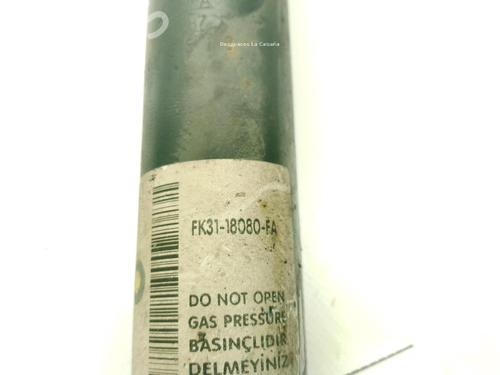 Desguaces La Cabaña
FK31-18080-FA
DO NOT OPEN
GAS PRESSURE
BASINÇLIDIR
DELMEYİNİZ